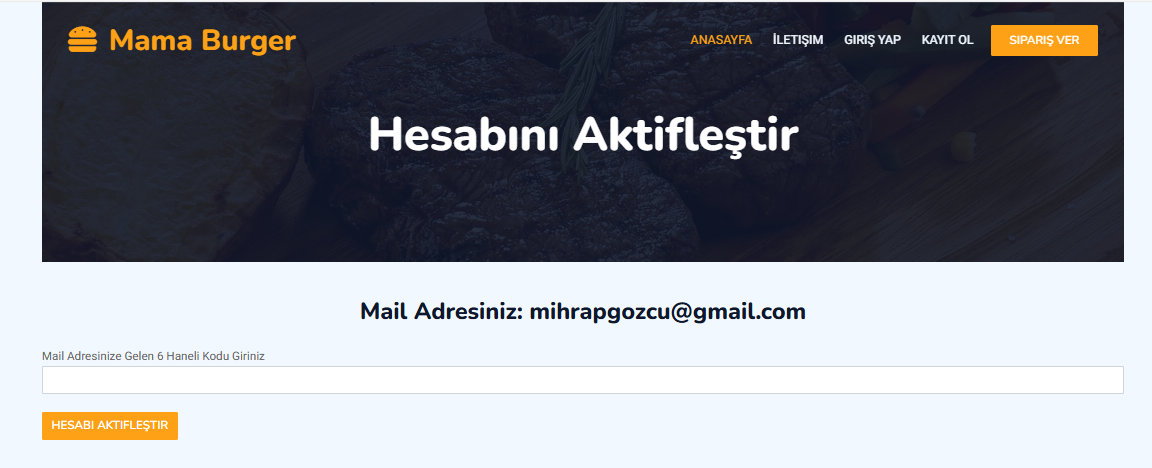 Mama Burger
ANASAYFA İLETIŞIM GIRIŞ YAP KAYIT OL SIPARIŞ VER
Hesabını Aktifleştir
Mail Adresiniz: mihrapgozcu@gmail.com
Mail Adresinize Gelen 6 Haneli Kodu Giriniz
HESABI AKTIFLEŞTIR